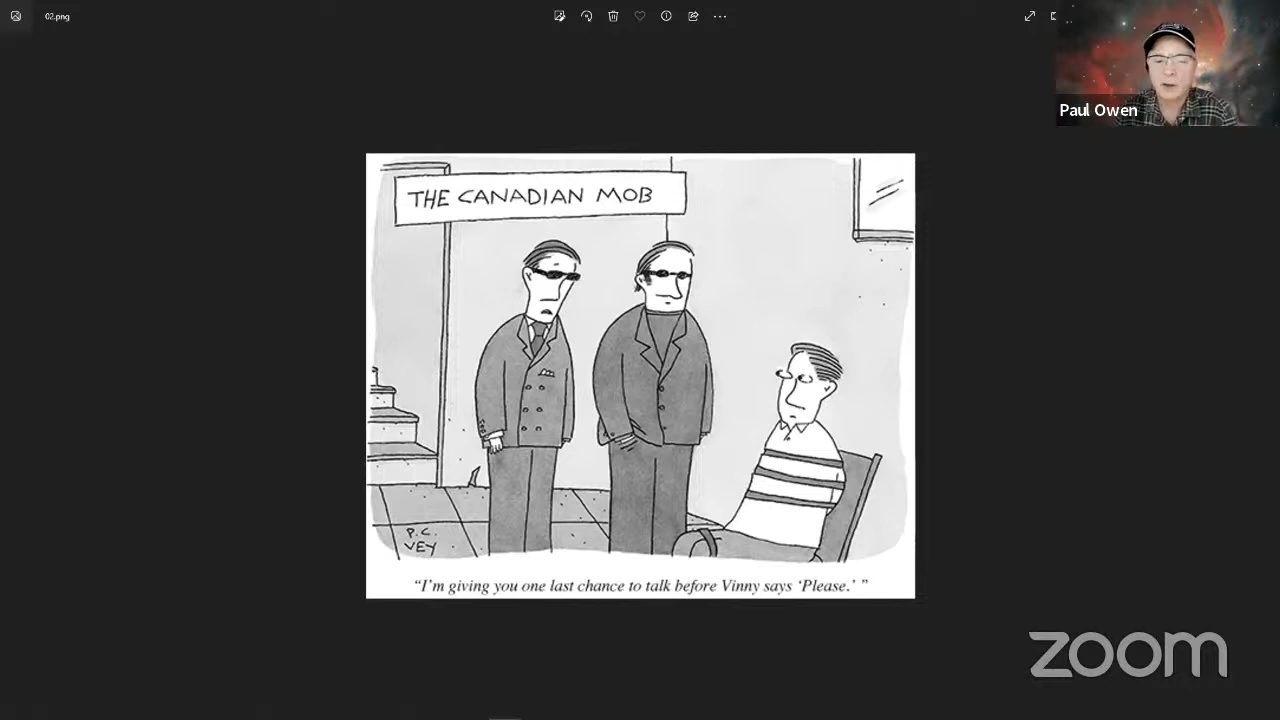 02.png
Paul Owen
THE CANADIAN MOB
P.C.
VEY
“I’m giving you one last chance to talk before Vinny says ‘Please.’ ”
zoom